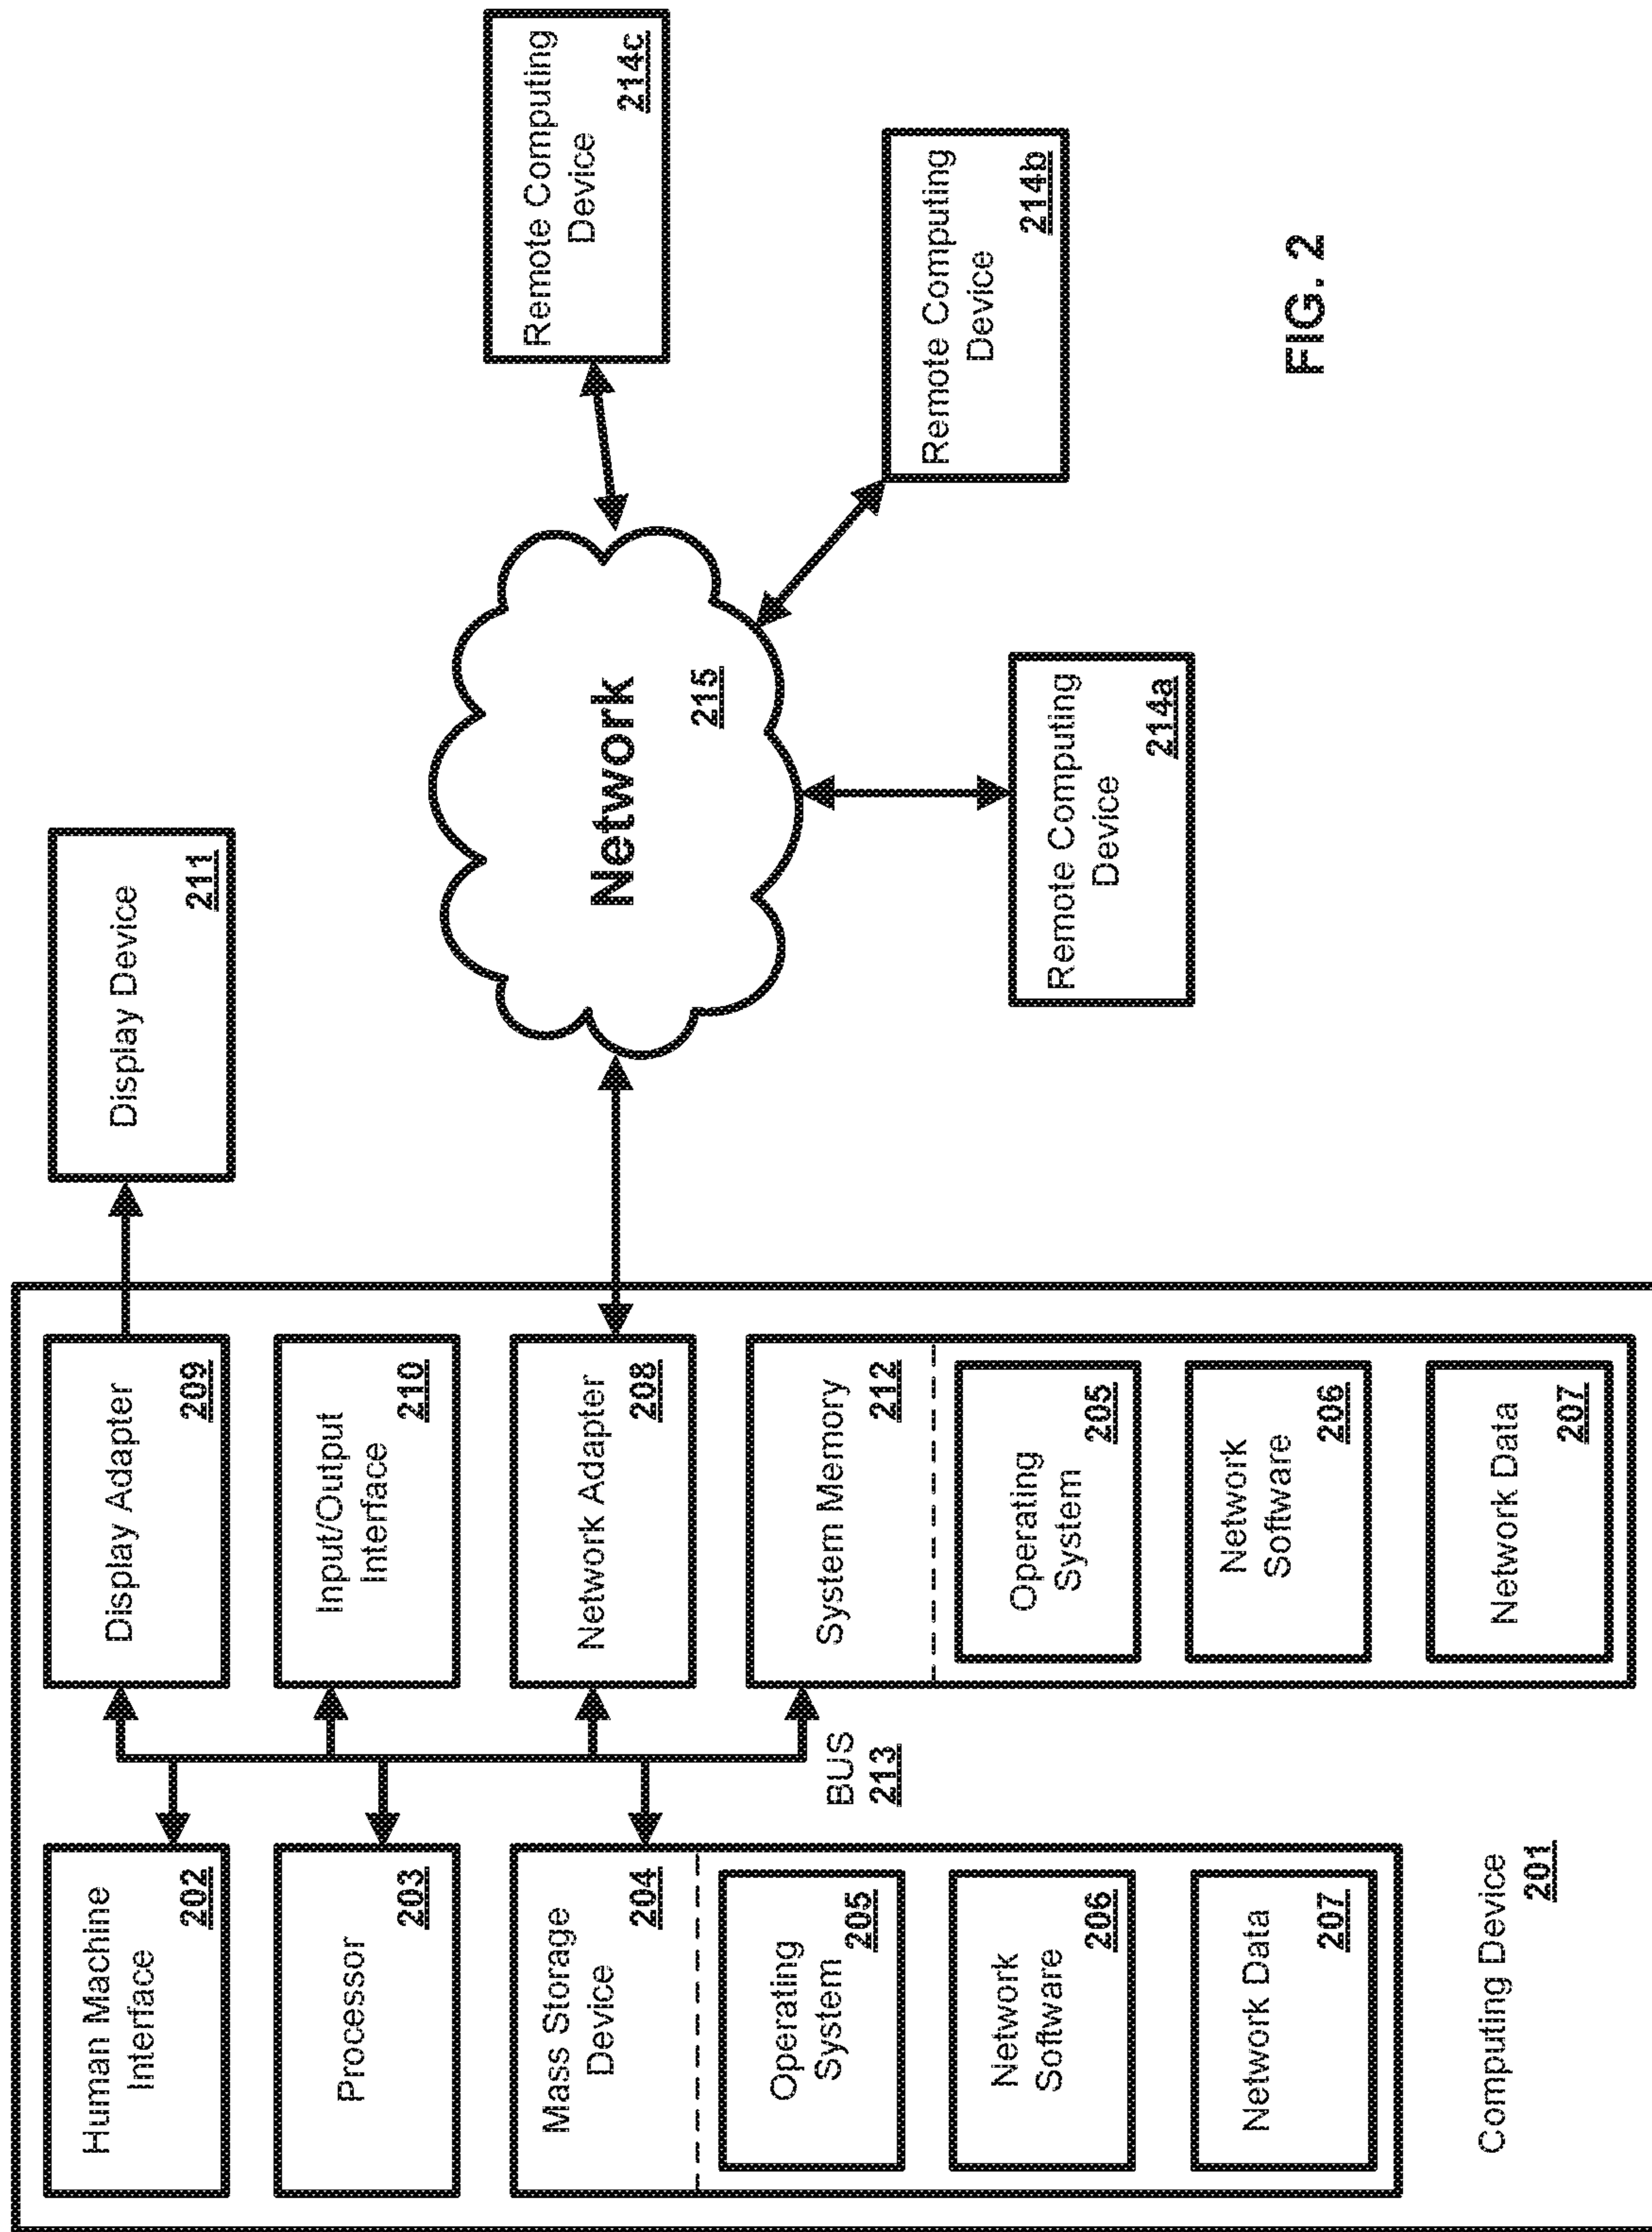 Human Machine
Interface
202
Processor
203
Mass Storage
Device
204
Operating
System
205
Network
Software
206
Network Data
207
Computing Device
201
BUS
213
Display Adapter
209
Input/Output
Interface
210
Network Adapter
208
System Memory
212
Operating
System
205
Network
Software
206
Network Data
207
Display Device
211
Network
215
Remote Computing
Device
214a
Remote Computing
Device
214b
Remote Computing
Device
214c
FIG. 2